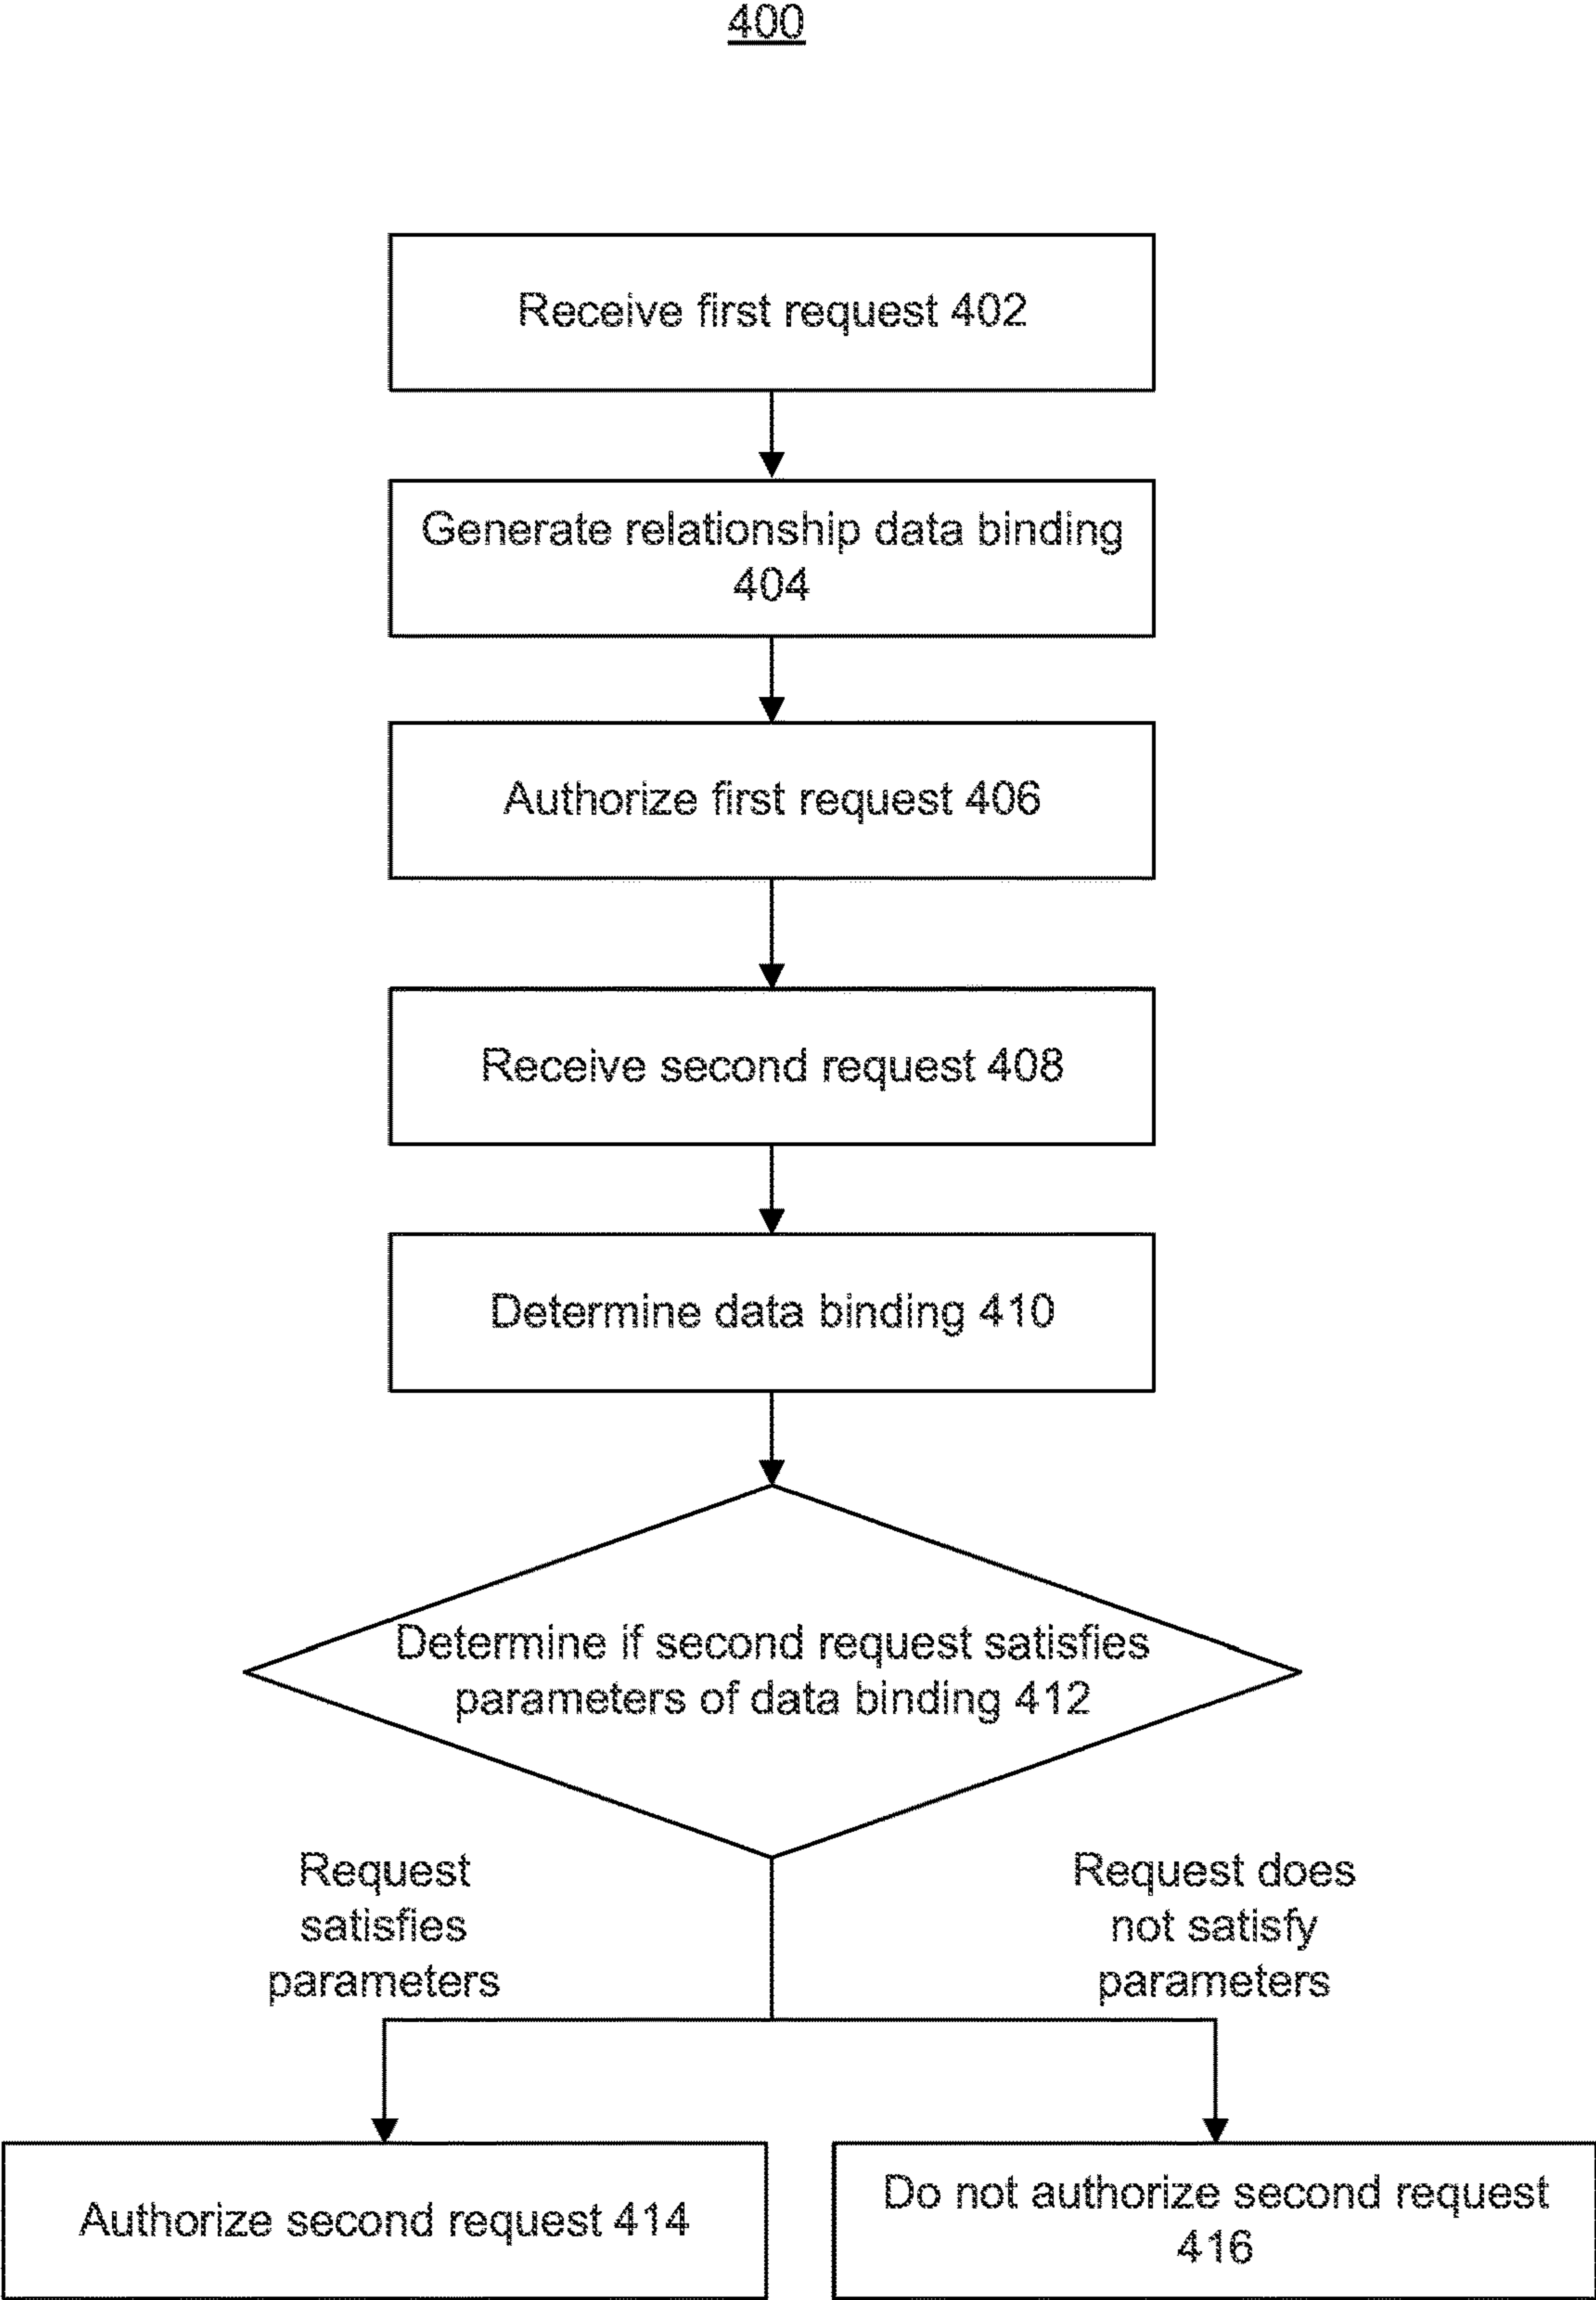 400
Receive first request 402
Generate relationship data binding
404
Authorize first request 406
Receive second request 408
Determine data binding 410
Determine if second request satisfies
parameters of data binding 412
Request
satisfies
parameters
Request does
not satisfy
parameters
Authorize second request 414
Do not authorize second request
416